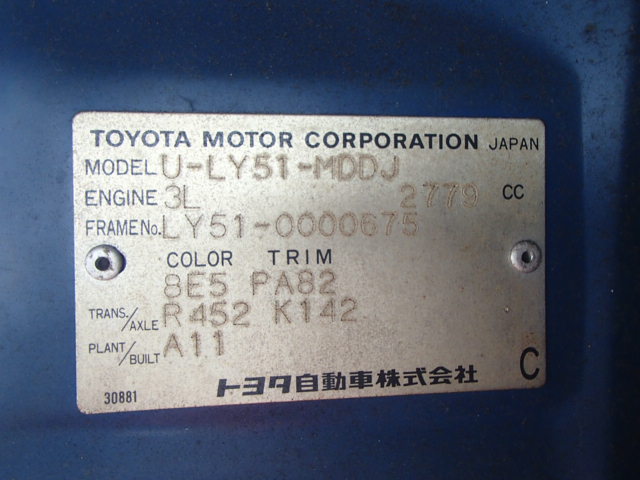 TOYOTA MOTOR CORPORATION JAPAN
MODEL U-LY51-MDDJ
ENGINE 3L 2779 CC
FRAME No. LY51-0000675
COLOR TRIM
8E5 PA82
TRANS./AXLE R452 K142
PLANT/BUILT A11
トヨタ自動車株式会社 C
30881